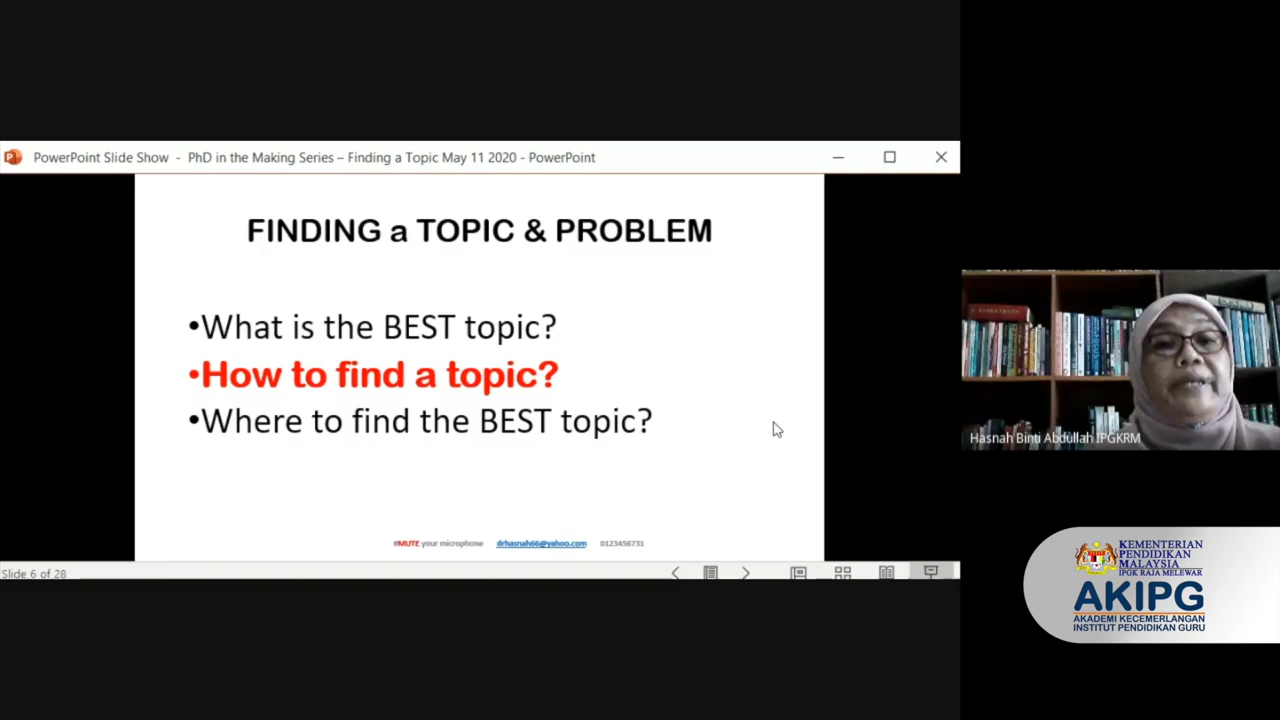 PowerPoint Slide Show - PhD in the Making Series – Finding a Topic May 11 2020 - PowerPoint
FINDING a TOPIC & PROBLEM
•What is the BEST topic?
•How to find a topic?
•Where to find the BEST topic?
#MUTE your microphone drhasnah66@yahoo.com 0123456731
Slide 6 of 28
Hasnah Binti Abdullah IPGKRM
KEMENTERIAN
PENDIDIKAN
MALAYSIA
IPGK RAJA MELEWAR
AKIPG
AKADEMI KECEMERLANGAN
INSTITUT PENDIDIKAN GURU